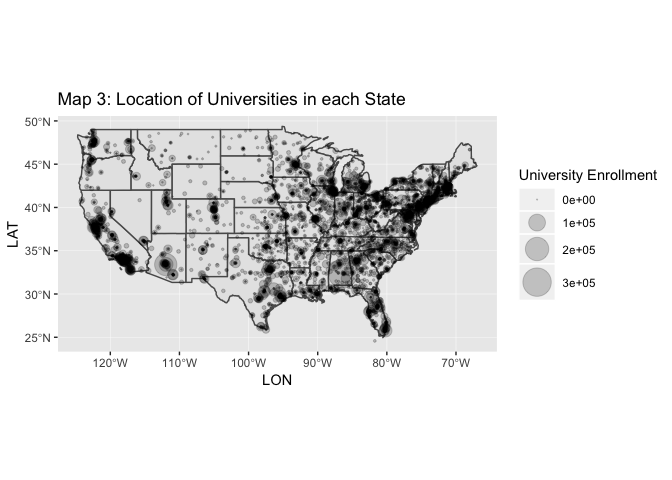 Map 3: Location of Universities in each State
50°N
45°N
40°N
35°N
30°N
25°N
LAT
120°W 110°W 100°W 90°W 80°W 70°W
LON
University Enrollment
0e+00
1e+05
2e+05
3e+05